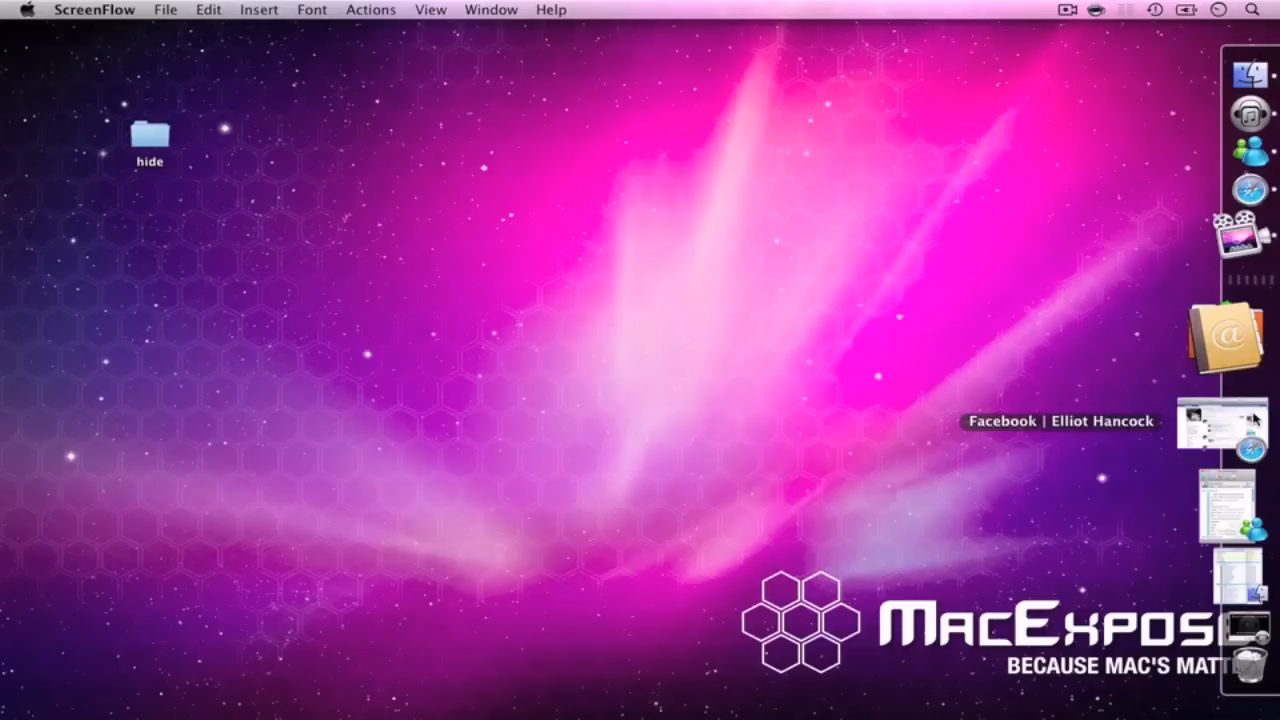 ScreenFlow File Edit Insert Font Actions View Window Help
hide
@
Facebook | Elliot Hancock
MACEXPOSE
BECAUSE MAC'S MATT